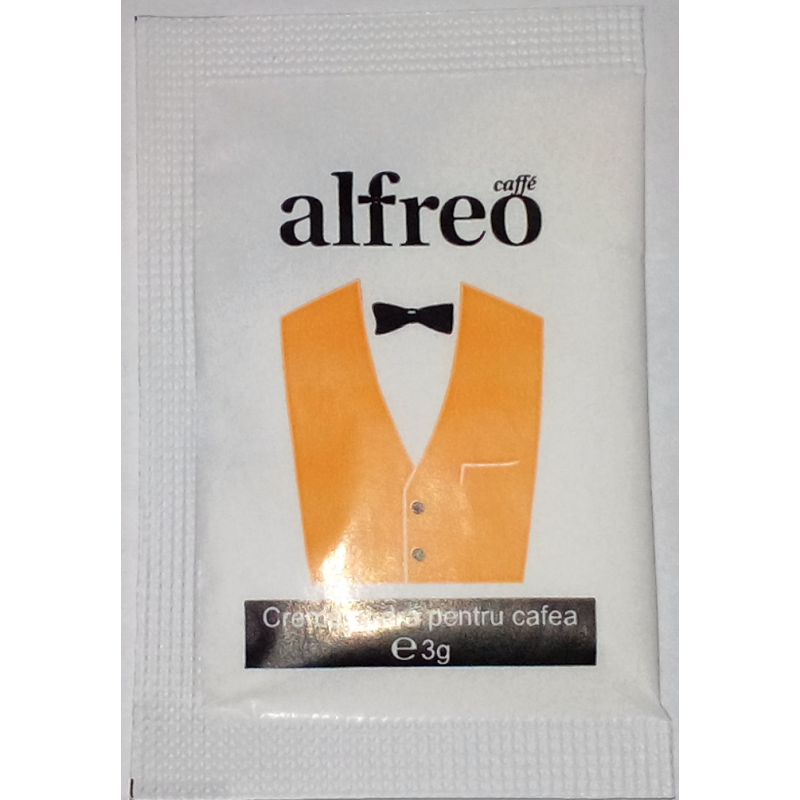 caffé
alfreo
pentru cafea
℮ 3g